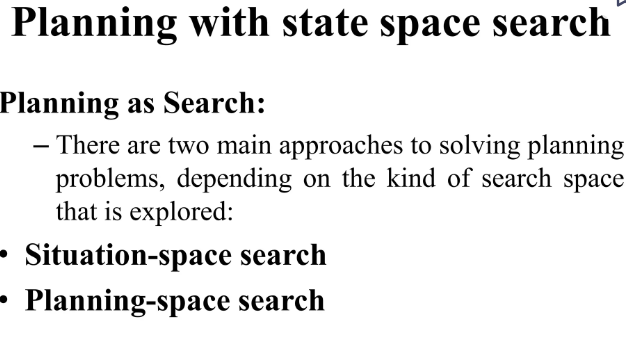 Planning with state space search
Planning as Search:
– There are two main approaches to solving planning
problems, depending on the kind of search space
that is explored:
• Situation-space search
• Planning-space search